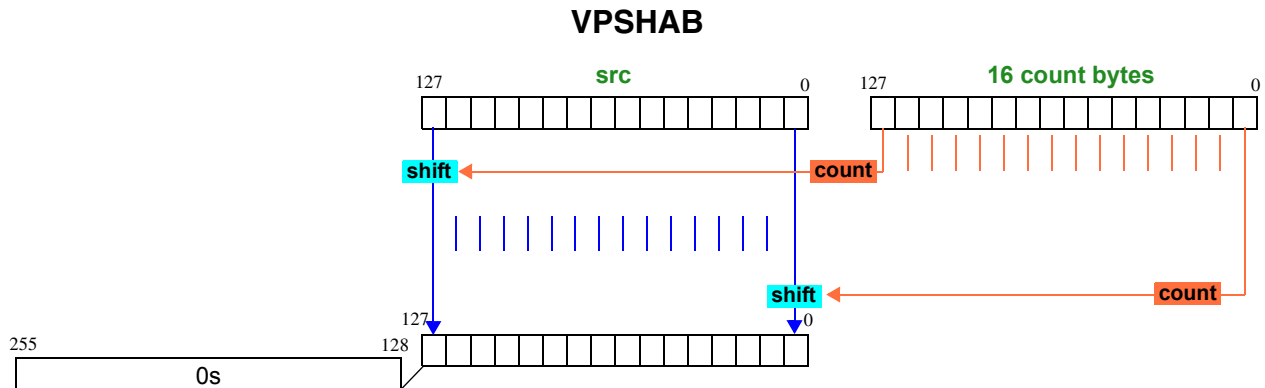 VPSHAB
127 src 0 127 16 count bytes 0
shift count
shift count
127 0
255 128
0s